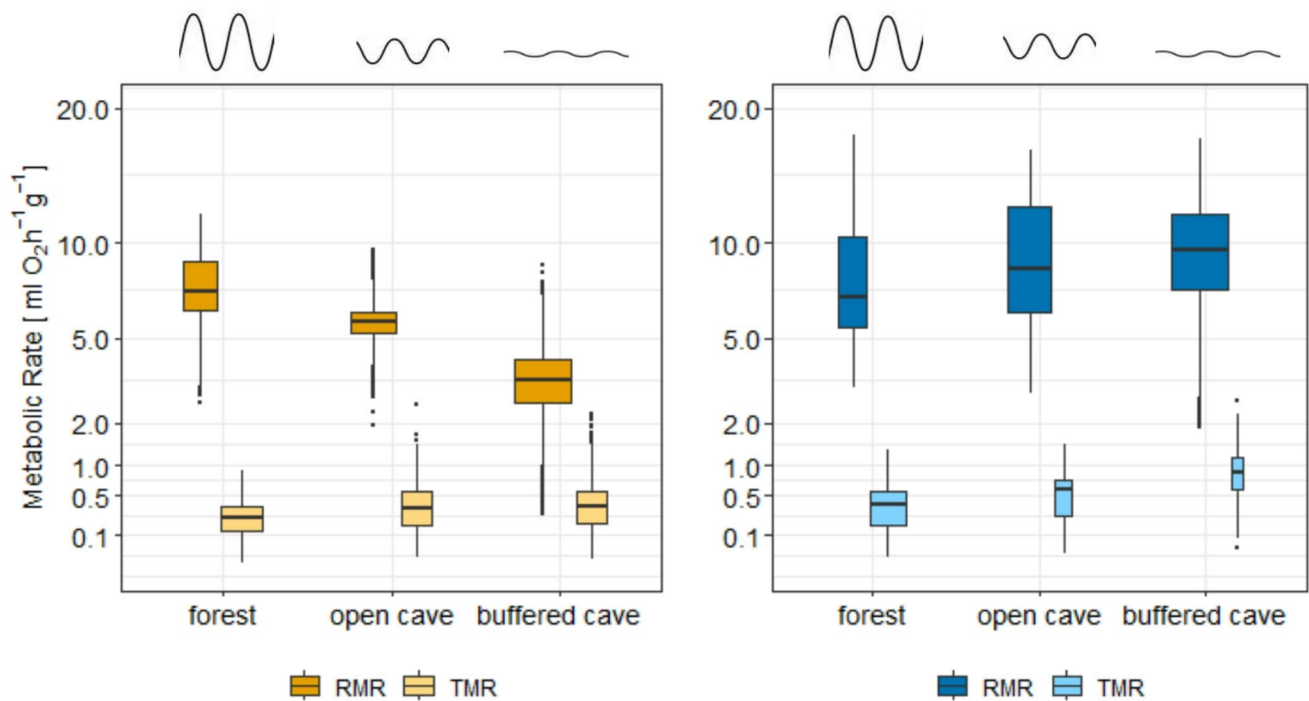 Metabolic Rate [ ml O₂h⁻¹g⁻¹]
20.0
10.0
5.0
2.0
1.0
0.5
0.1
forest open cave buffered cave
RMR TMR
20.0
10.0
5.0
2.0
1.0
0.5
0.1
forest open cave buffered cave
RMR TMR